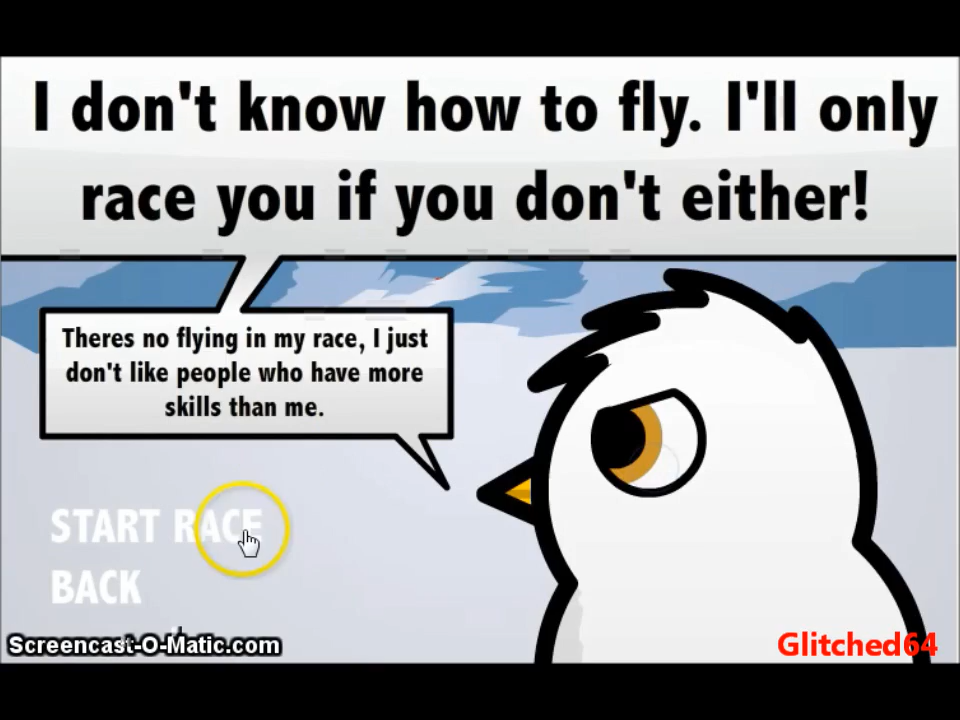 I don't know how to fly. I'll only
race you if you don't either!
Theres no flying in my race, I just
don't like people who have more
skills than me.
START RACE
BACK
Screencast-O-Matic.com
Glitched64